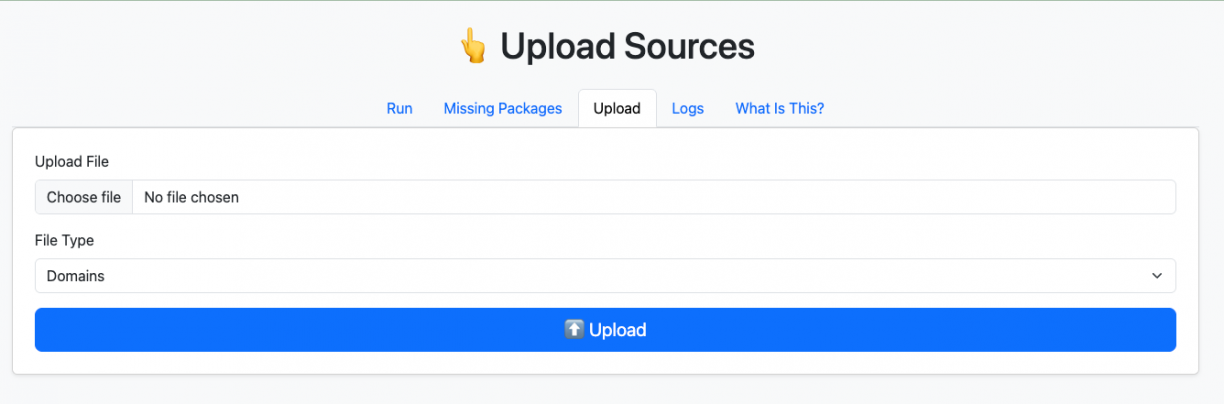 👆 Upload Sources
Run Missing Packages Upload Logs What Is This?
Upload File
Choose file No file chosen
File Type
Domains
⬆️ Upload